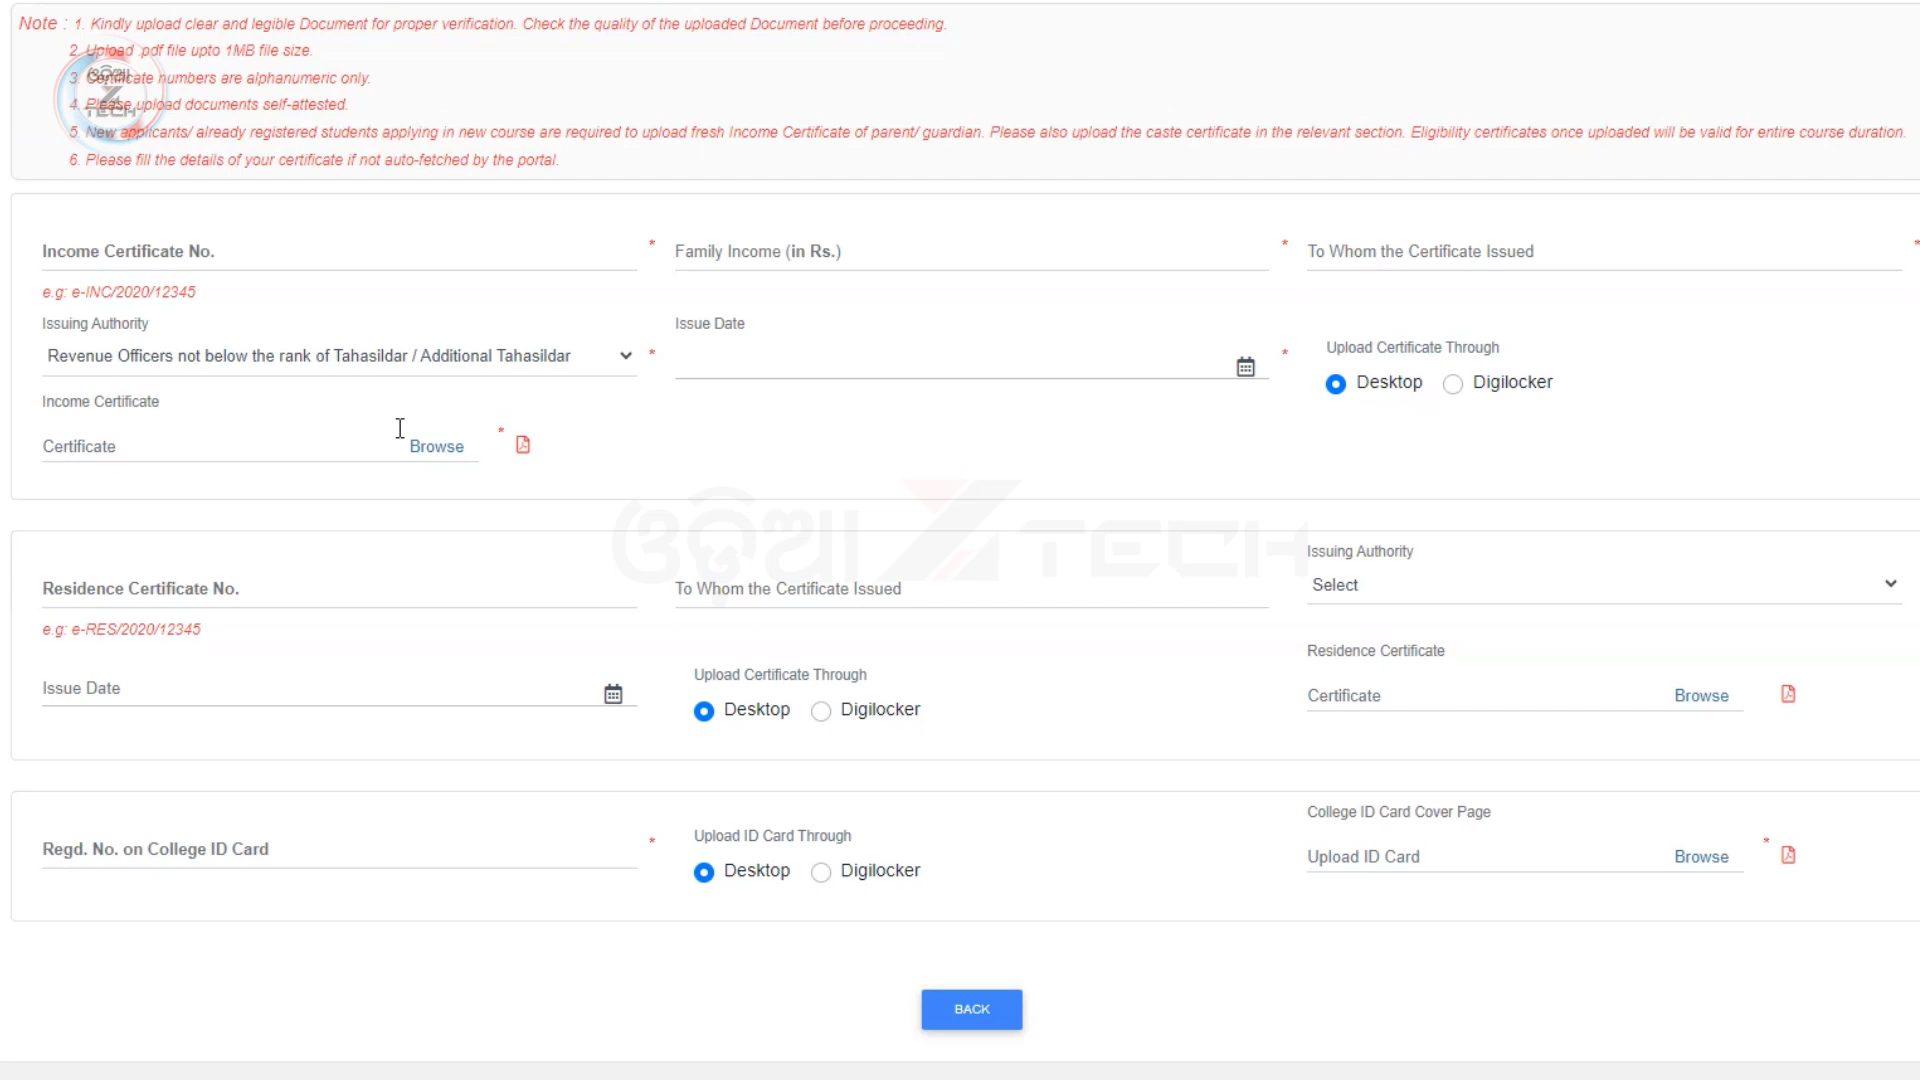 Note : 1. Kindly upload clear and legible Document for proper verification. Check the quality of the uploaded Document before proceeding.
2. Upload .pdf file upto 1MB file size.
3. Certificate numbers are alphanumeric only.
4. Please upload documents self-attested.
5. New applicants/ already registered students applying in new course are required to upload fresh Income Certificate of parent/ guardian. Please also upload the caste certificate in the relevant section. Eligibility certificates once uploaded will be valid for entire course duration.
6. Please fill the details of your certificate if not auto-fetched by the portal.
ଓଡ଼ିଆ
Z
TECH
Income Certificate No. *
Family Income (in Rs.) *
To Whom the Certificate Issued *
e.g: e-INC/2020/12345
Issuing Authority
Revenue Officers not below the rank of Tahasildar / Additional Tahasildar *
Issue Date
*
Upload Certificate Through
Desktop Digilocker
Income Certificate
Certificate Browse *
ଓଡ଼ିଆ Z TECH
Residence Certificate No.
To Whom the Certificate Issued
Issuing Authority
Select
e.g: e-RES/2020/12345
Issue Date
Upload Certificate Through
Desktop Digilocker
Residence Certificate
Certificate Browse
Regd. No. on College ID Card *
Upload ID Card Through
Desktop Digilocker
College ID Card Cover Page
Upload ID Card Browse *
BACK